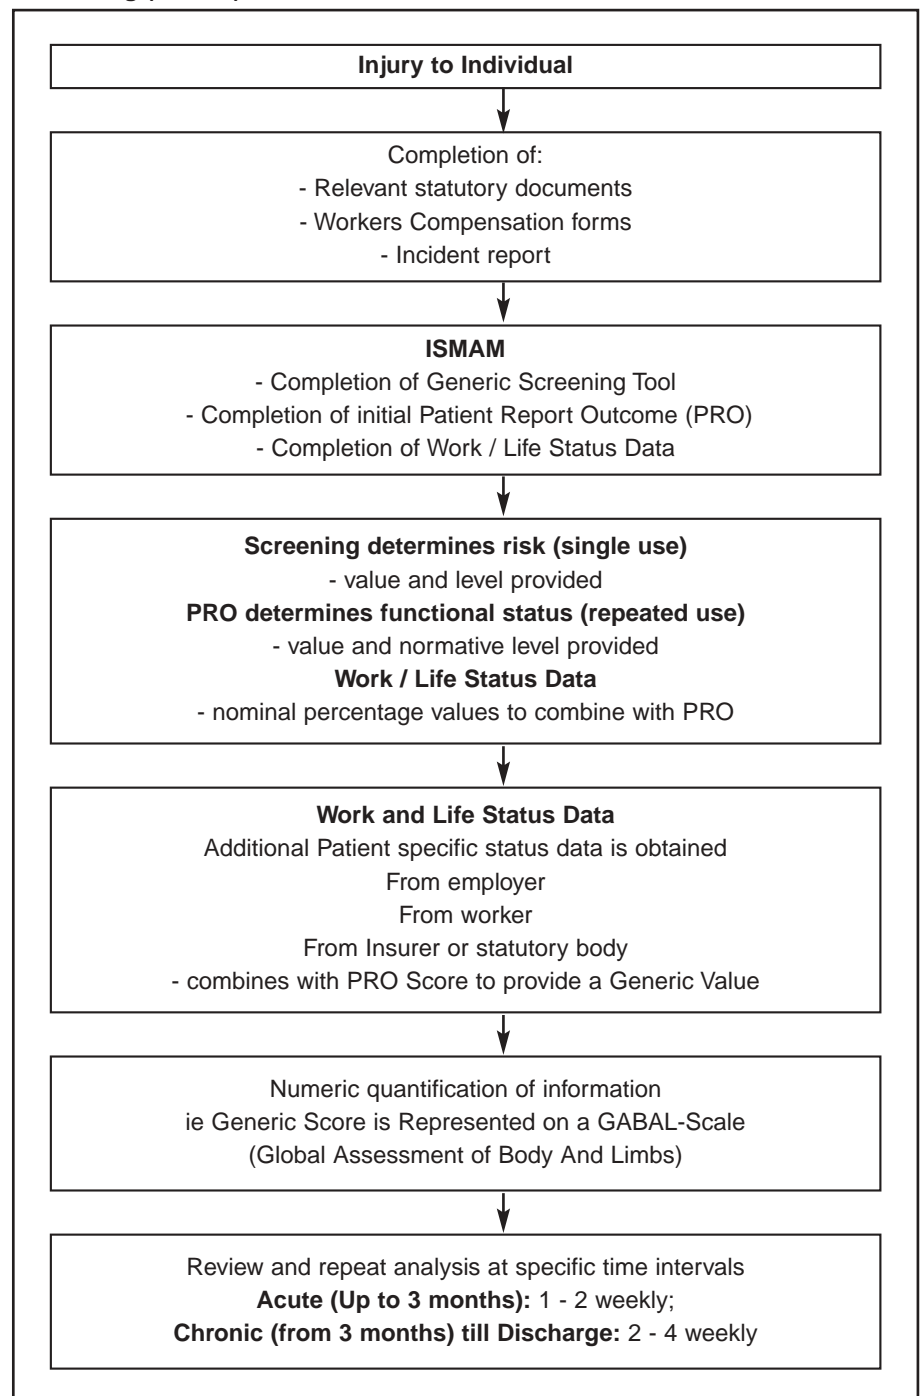 Injury to Individual
Completion of:
- Relevant statutory documents
- Workers Compensation forms
- Incident report
ISMAM
- Completion of Generic Screening Tool
- Completion of initial Patient Report Outcome (PRO)
- Completion of Work / Life Status Data
Screening determines risk (single use)
- value and level provided
PRO determines functional status (repeated use)
- value and normative level provided
Work / Life Status Data
- nominal percentage values to combine with PRO
Work and Life Status Data
Additional Patient specific status data is obtained
From employer
From worker
From Insurer or statutory body
- combines with PRO Score to provide a Generic Value
Numeric quantification of information
ie Generic Score is Represented on a GABAL-Scale
(Global Assessment of Body And Limbs)
Review and repeat analysis at specific time intervals
Acute (Up to 3 months): 1 - 2 weekly;
Chronic (from 3 months) till Discharge: 2 - 4 weekly